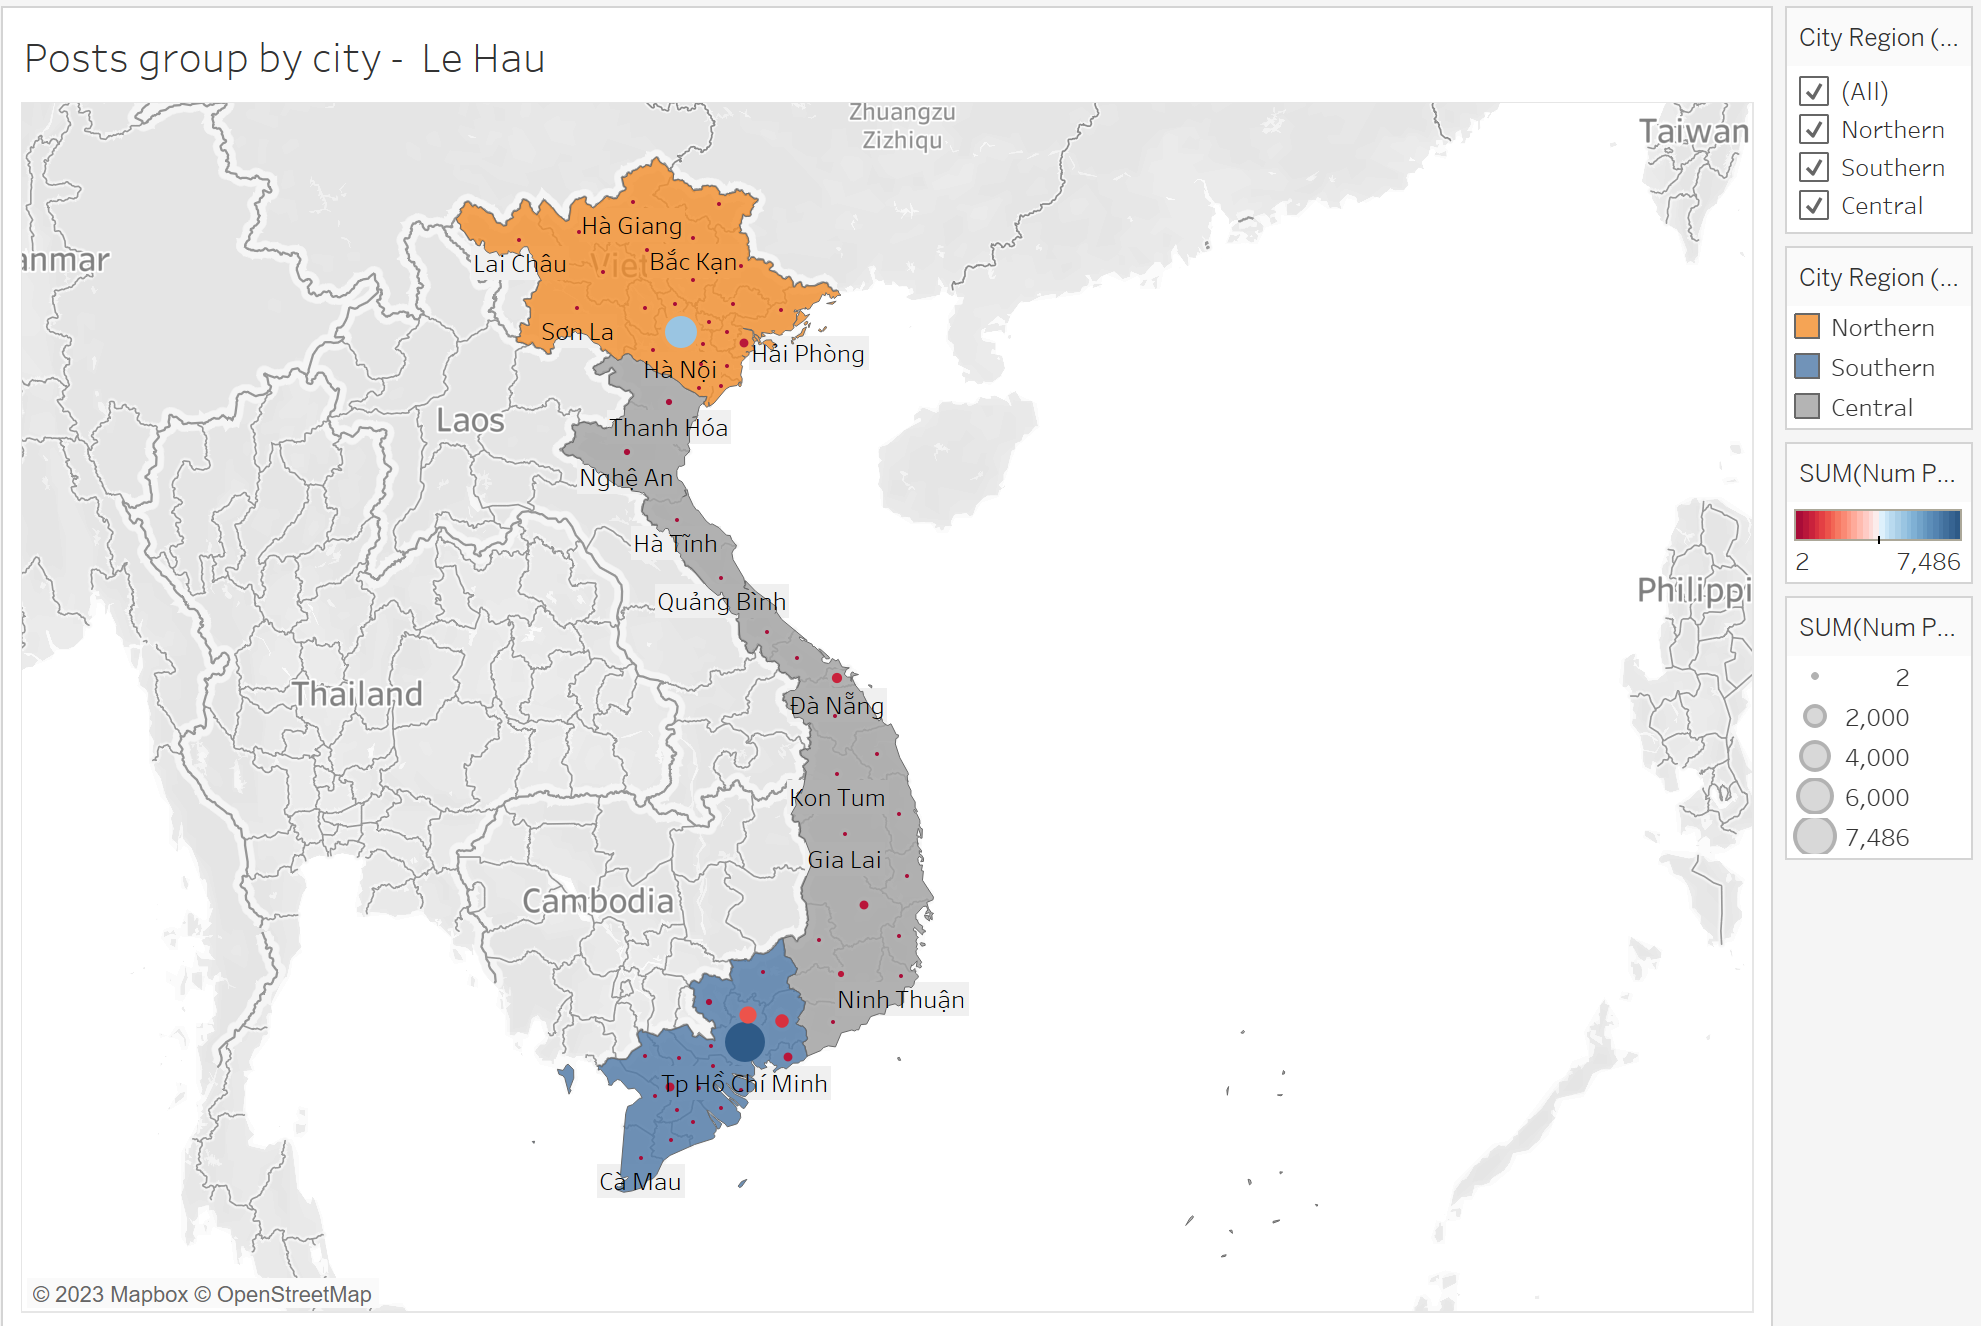 Posts group by city -  Le Hau
Zhuangzu
Zizhiqu
Taiwan
anmar
Hà Giang
Lai Châu
Viet
Bắc Kạn
Sơn La
Hải Phòng
Hà Nội
Laos
Thanh Hóa
Nghệ An
Hà Tĩnh
Philippi
Quảng Bình
Thailand
Đà Nẵng
Kon Tum
Gia Lai
Cambodia
Ninh Thuận
Tp Hồ Chí Minh
Cà Mau
© 2023 Mapbox © OpenStreetMap
City Region (...
(All)
Northern
Southern
Central
City Region (...
Northern
Southern
Central
SUM(Num P...
2 7,486
SUM(Num P...
2
2,000
4,000
6,000
7,486